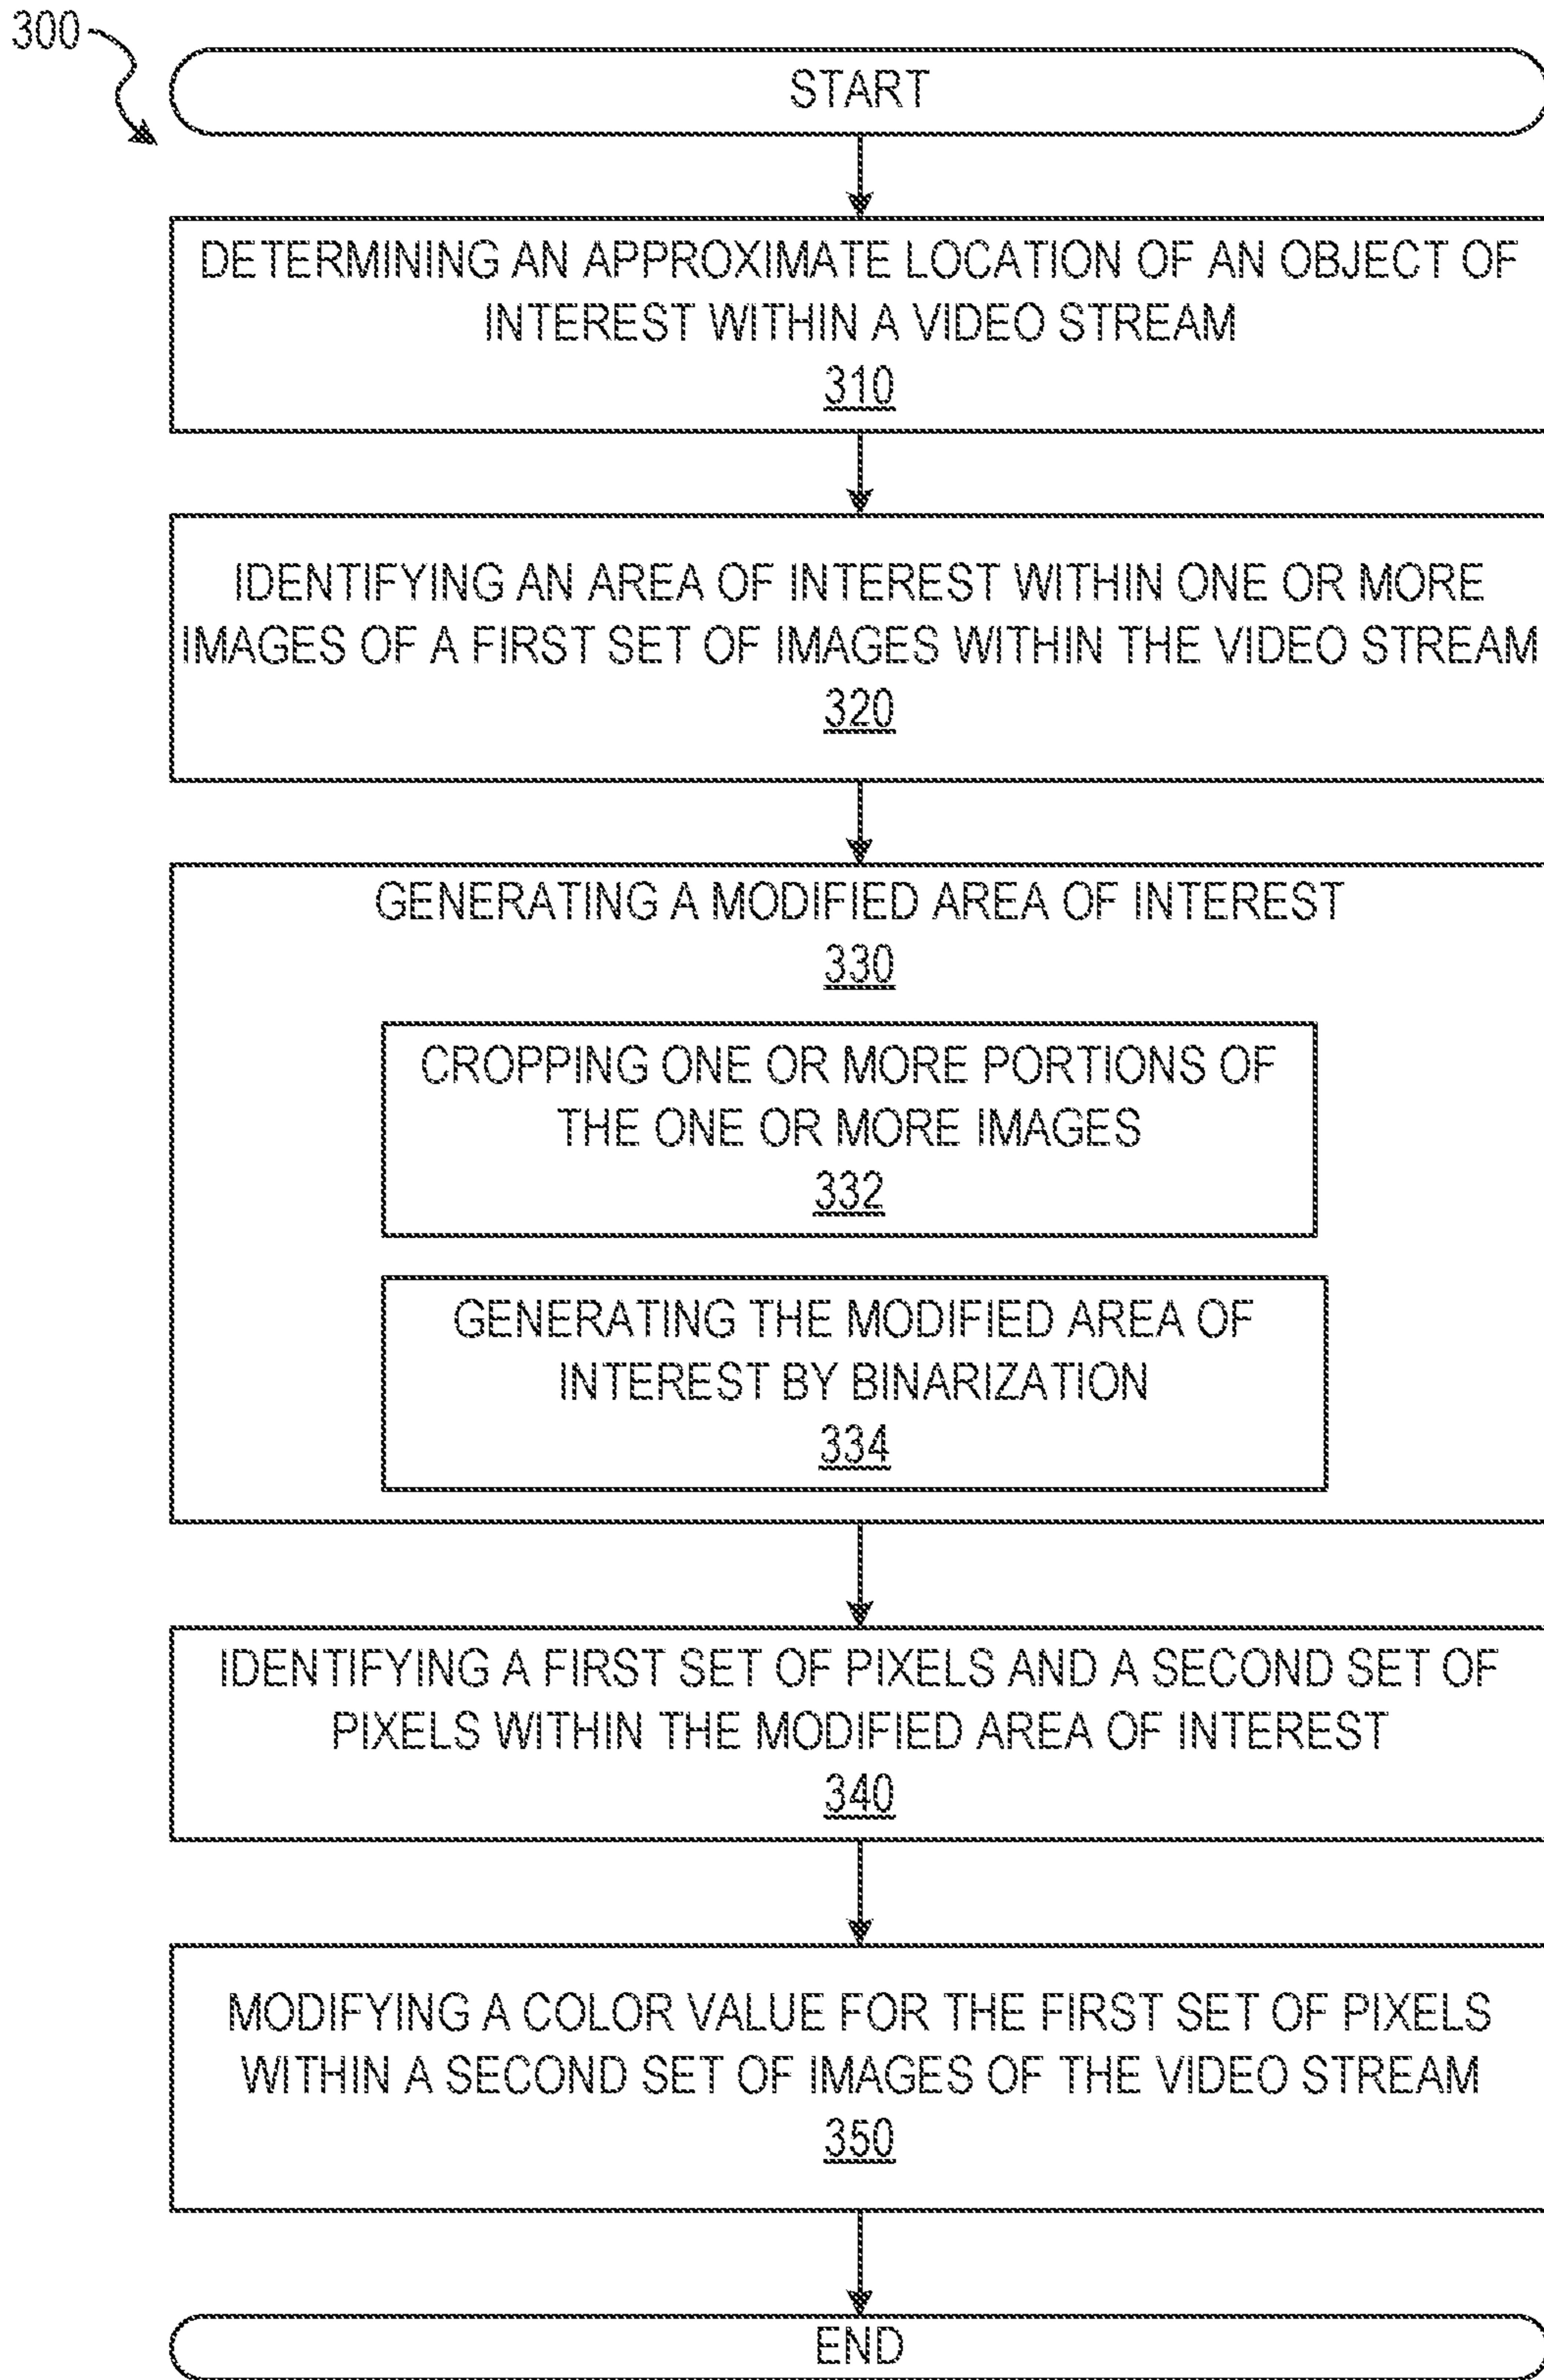 300
START
DETERMINING AN APPROXIMATE LOCATION OF AN OBJECT OF
INTEREST WITHIN A VIDEO STREAM
310
IDENTIFYING AN AREA OF INTEREST WITHIN ONE OR MORE
IMAGES OF A FIRST SET OF IMAGES WITHIN THE VIDEO STREAM
320
GENERATING A MODIFIED AREA OF INTEREST
330
CROPPING ONE OR MORE PORTIONS OF
THE ONE OR MORE IMAGES
332
GENERATING THE MODIFIED AREA OF
INTEREST BY BINARIZATION
334
IDENTIFYING A FIRST SET OF PIXELS AND A SECOND SET OF
PIXELS WITHIN THE MODIFIED AREA OF INTEREST
340
MODIFYING A COLOR VALUE FOR THE FIRST SET OF PIXELS
WITHIN A SECOND SET OF IMAGES OF THE VIDEO STREAM
350
END